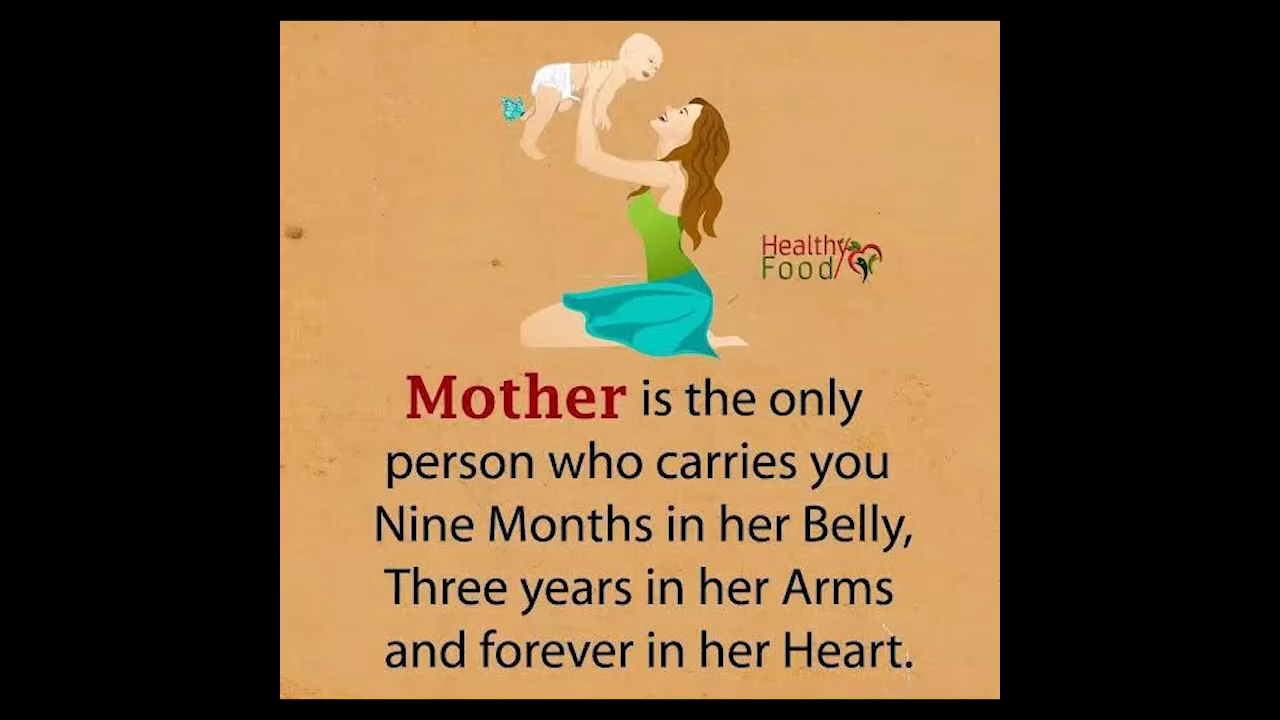 Healthy
Food
Mother is the only
person who carries you
Nine Months in her Belly,
Three years in her Arms
and forever in her Heart.